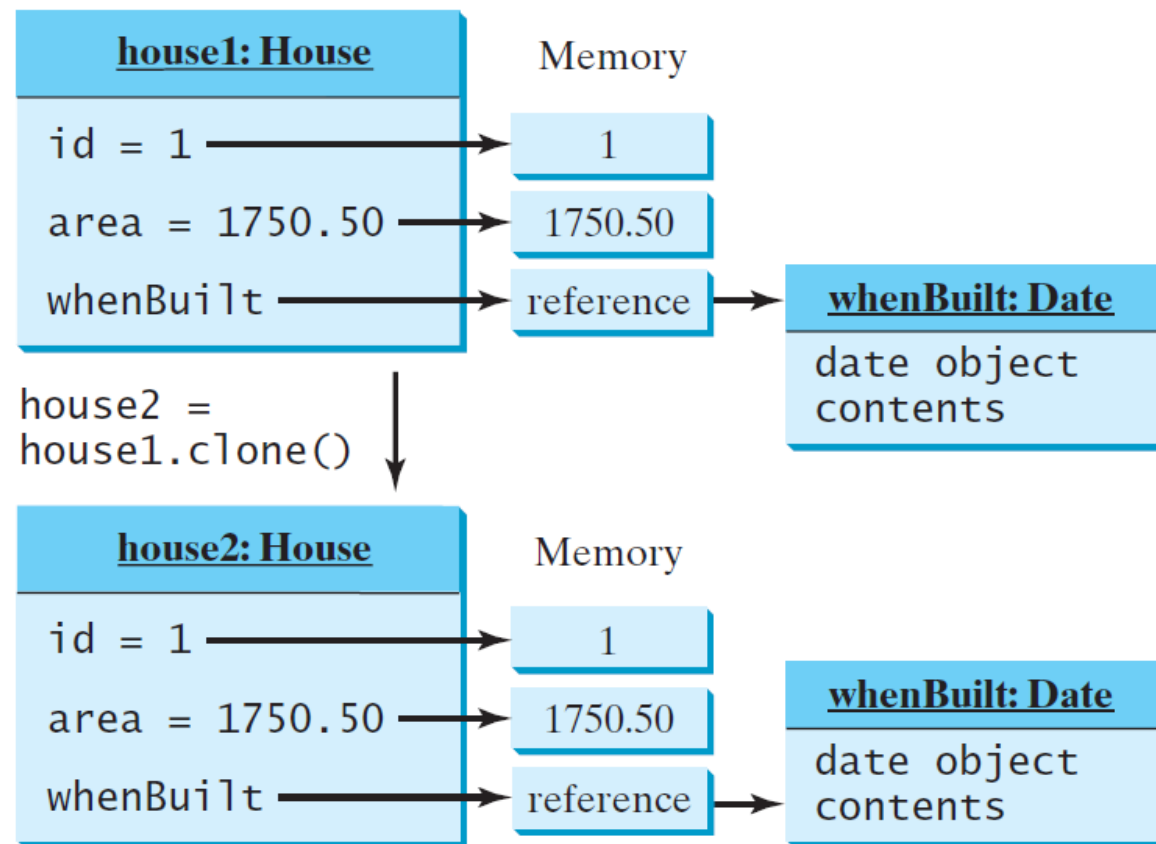 house1: House
Memory
id = 1
1
area = 1750.50
1750.50
whenBuilt
reference
whenBuilt: Date
date object
contents
house2 =
house1.clone()
house2: House
Memory
id = 1
1
area = 1750.50
1750.50
whenBuilt
reference
whenBuilt: Date
date object
contents